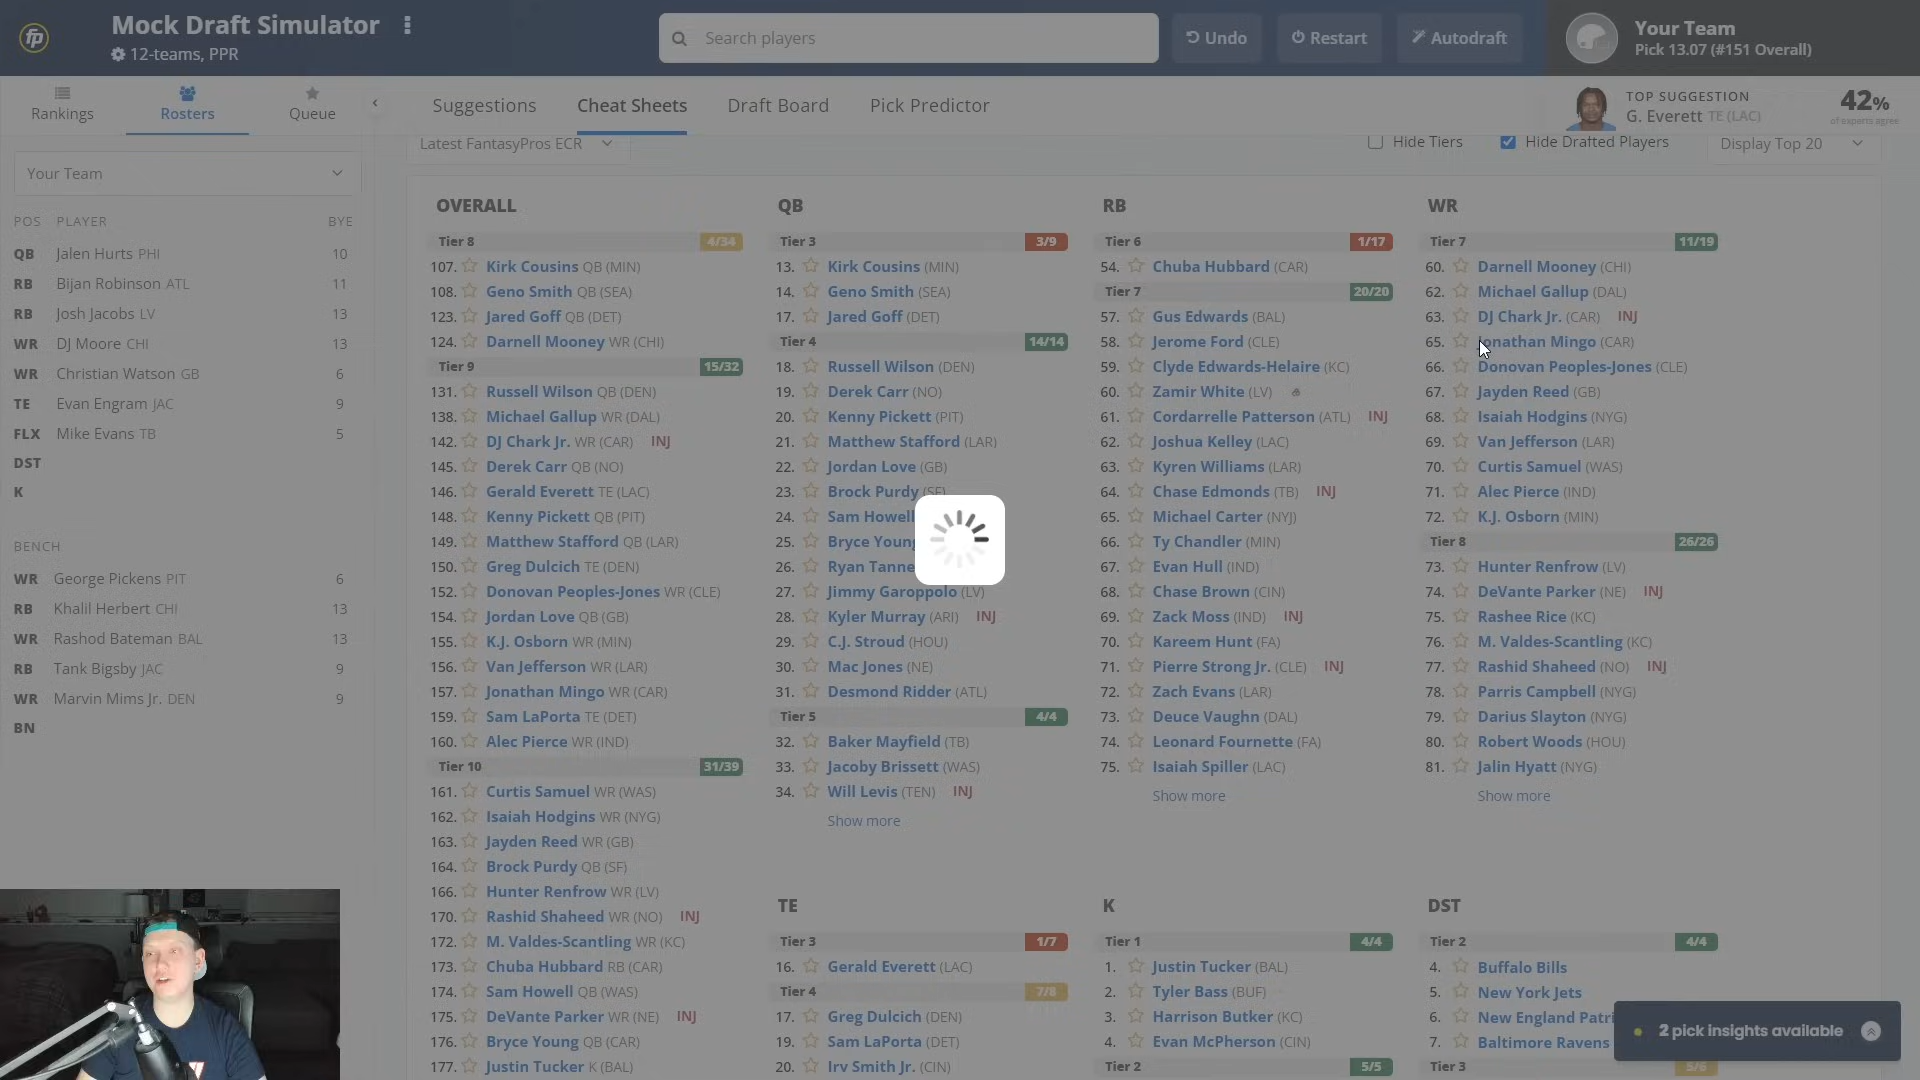 fp
Mock Draft Simulator
12-teams, PPR
Search players
Undo
Restart
Autodraft
Your Team
Pick 13.07 (#151 Overall)
Rankings
Rosters
Queue
Suggestions
Cheat Sheets
Draft Board
Pick Predictor
TOP SUGGESTION
G. Everett TE (LAC)
42%
of experts agree
Latest FantasyPros ECR
Hide Tiers
Hide Drafted Players
Display Top 20
Your Team
POS PLAYER BYE
QB Jalen Hurts PHI 10
RB Bijan Robinson ATL 11
RB Josh Jacobs LV 13
WR DJ Moore CHI 13
WR Christian Watson GB 6
TE Evan Engram JAC 9
FLX Mike Evans TB 5
DST
K
BENCH
WR George Pickens PIT 6
RB Khalil Herbert CHI 13
WR Rashod Bateman BAL 13
RB Tank Bigsby JAC 9
WR Marvin Mims Jr. DEN 9
BN
OVERALL
Tier 8 4/34
107. Kirk Cousins QB (MIN)
108. Geno Smith QB (SEA)
123. Jared Goff QB (DET)
124. Darnell Mooney WR (CHI)
Tier 9 15/32
131. Russell Wilson QB (DEN)
138. Michael Gallup WR (DAL)
142. DJ Chark Jr. WR (CAR) INJ
145. Derek Carr QB (NO)
146. Gerald Everett TE (LAC)
148. Kenny Pickett QB (PIT)
149. Matthew Stafford QB (LAR)
150. Greg Dulcich TE (DEN)
152. Donovan Peoples-Jones WR (CLE)
154. Jordan Love QB (GB)
155. K.J. Osborn WR (MIN)
156. Van Jefferson WR (LAR)
157. Jonathan Mingo WR (CAR)
159. Sam LaPorta TE (DET)
160. Alec Pierce WR (IND)
Tier 10 31/39
161. Curtis Samuel WR (WAS)
162. Isaiah Hodgins WR (NYG)
163. Jayden Reed WR (GB)
164. Brock Purdy QB (SF)
166. Hunter Renfrow WR (LV)
170. Rashid Shaheed WR (NO) INJ
172. M. Valdes-Scantling WR (KC)
173. Chuba Hubbard RB (CAR)
174. Sam Howell QB (WAS)
175. DeVante Parker WR (NE) INJ
176. Bryce Young QB (CAR)
177. Justin Tucker K (BAL)
QB
Tier 3 3/9
13. Kirk Cousins (MIN)
14. Geno Smith (SEA)
17. Jared Goff (DET)
Tier 4 14/14
18. Russell Wilson (DEN)
19. Derek Carr (NO)
20. Kenny Pickett (PIT)
21. Matthew Stafford (LAR)
22. Jordan Love (GB)
23. Brock Purdy (SF)
24. Sam Howell
25. Bryce Young
26. Ryan Tanne
27. Jimmy Garoppolo (LV)
28. Kyler Murray (ARI) INJ
29. C.J. Stroud (HOU)
30. Mac Jones (NE)
31. Desmond Ridder (ATL)
Tier 5 4/4
32. Baker Mayfield (TB)
33. Jacoby Brissett (WAS)
34. Will Levis (TEN) INJ
Show more
RB
Tier 6 1/17
54. Chuba Hubbard (CAR)
Tier 7 20/20
57. Gus Edwards (BAL)
58. Jerome Ford (CLE)
59. Clyde Edwards-Helaire (KC)
60. Zamir White (LV)
61. Cordarrelle Patterson (ATL) INJ
62. Joshua Kelley (LAC)
63. Kyren Williams (LAR)
64. Chase Edmonds (TB) INJ
65. Michael Carter (NYJ)
66. Ty Chandler (MIN)
67. Evan Hull (IND)
68. Chase Brown (CIN)
69. Zack Moss (IND) INJ
70. Kareem Hunt (FA)
71. Pierre Strong Jr. (CLE) INJ
72. Zach Evans (LAR)
73. Deuce Vaughn (DAL)
74. Leonard Fournette (FA)
75. Isaiah Spiller (LAC)
Show more
WR
Tier 7 11/19
60. Darnell Mooney (CHI)
62. Michael Gallup (DAL)
63. DJ Chark Jr. (CAR) INJ
65. Jonathan Mingo (CAR)
66. Donovan Peoples-Jones (CLE)
67. Jayden Reed (GB)
68. Isaiah Hodgins (NYG)
69. Van Jefferson (LAR)
70. Curtis Samuel (WAS)
71. Alec Pierce (IND)
72. K.J. Osborn (MIN)
Tier 8 26/26
73. Hunter Renfrow (LV)
74. DeVante Parker (NE) INJ
75. Rashee Rice (KC)
76. M. Valdes-Scantling (KC)
77. Rashid Shaheed (NO) INJ
78. Parris Campbell (NYG)
79. Darius Slayton (NYG)
80. Robert Woods (HOU)
81. Jalin Hyatt (NYG)
Show more
TE
Tier 3 1/7
16. Gerald Everett (LAC)
Tier 4 7/8
17. Greg Dulcich (DEN)
19. Sam LaPorta (DET)
20. Irv Smith Jr. (CIN)
K
Tier 1 4/4
1. Justin Tucker (BAL)
2. Tyler Bass (BUF)
3. Harrison Butker (KC)
4. Evan McPherson (CIN)
Tier 2 5/5
DST
Tier 2 4/4
4. Buffalo Bills
5. New York Jets
6. New England Patri
7. Baltimore Ravens
Tier 3 5/6
2 pick insights available